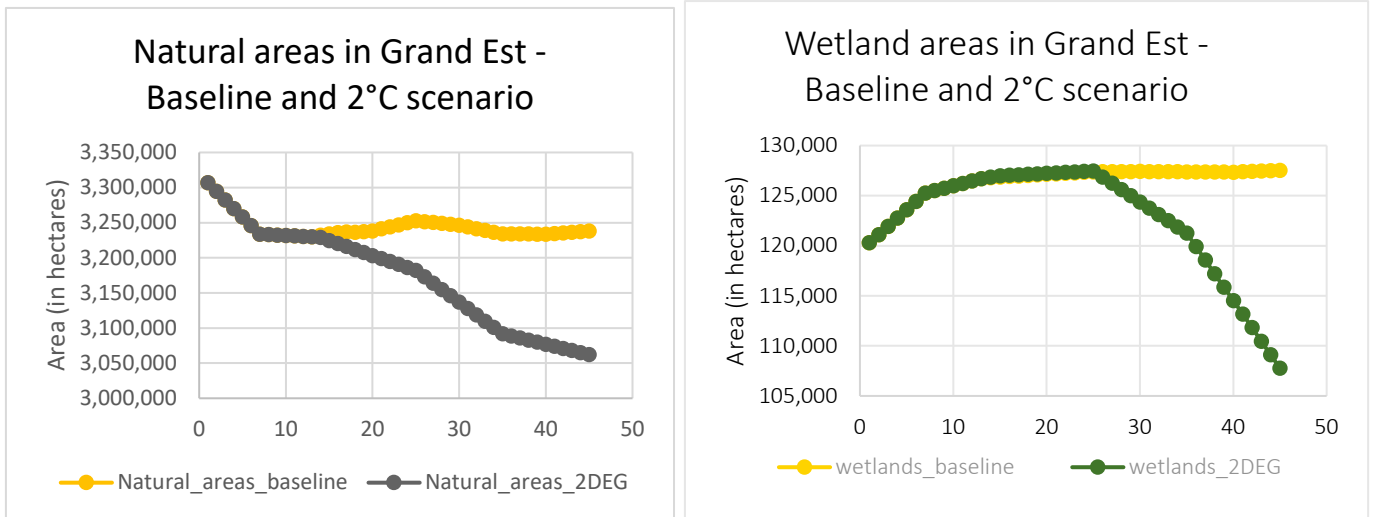 Natural areas in Grand Est -
Baseline and 2°C scenario
Area (in hectares)
3,350,000
3,300,000
3,250,000
3,200,000
3,150,000
3,100,000
3,050,000
3,000,000
0 10 20 30 40 50
Natural_areas_baseline Natural_areas_2DEG
Wetland areas in Grand Est -
Baseline and 2°C scenario
Area (in hectares)
130,000
125,000
120,000
115,000
110,000
105,000
0 10 20 30 40 50
wetlands_baseline wetlands_2DEG